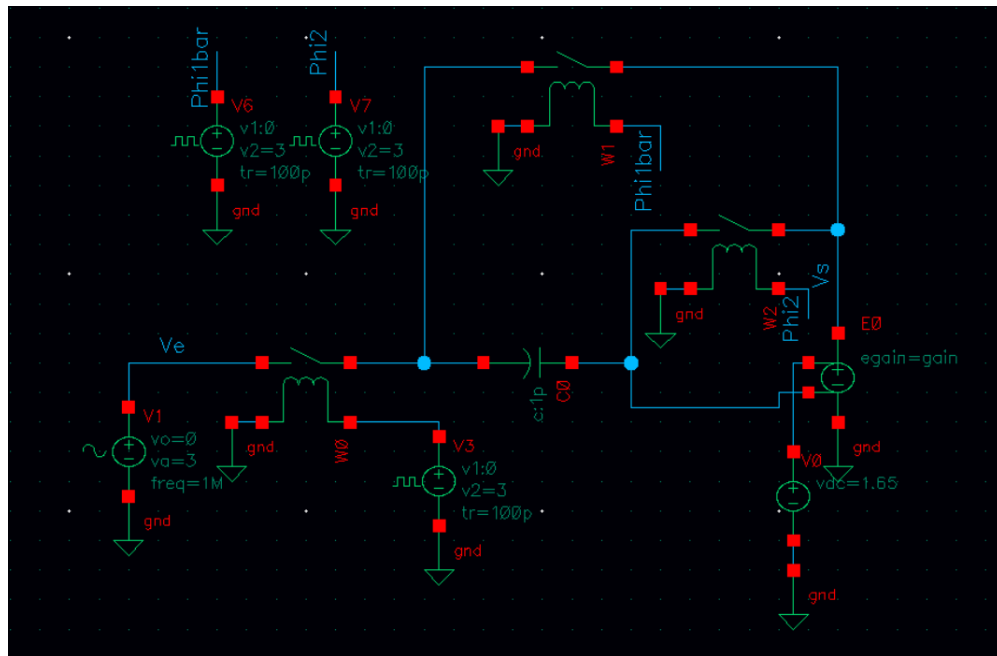 Phi1bar
V6
v1:0
v2=3
tr=100p
gnd
Phi2
V7
v1:0
v2=3
tr=100p
gnd
gnd
W1
Phi1bar
gnd
W2
Phi2
Vs
E0
egain=gain
gnd
Ve
V1
vo=0
va=3
freq=1M
gnd
gnd
W0
V3
v1:0
v2=3
tr=100p
gnd
c:1p
C0
V0
vdc=1.65
gnd